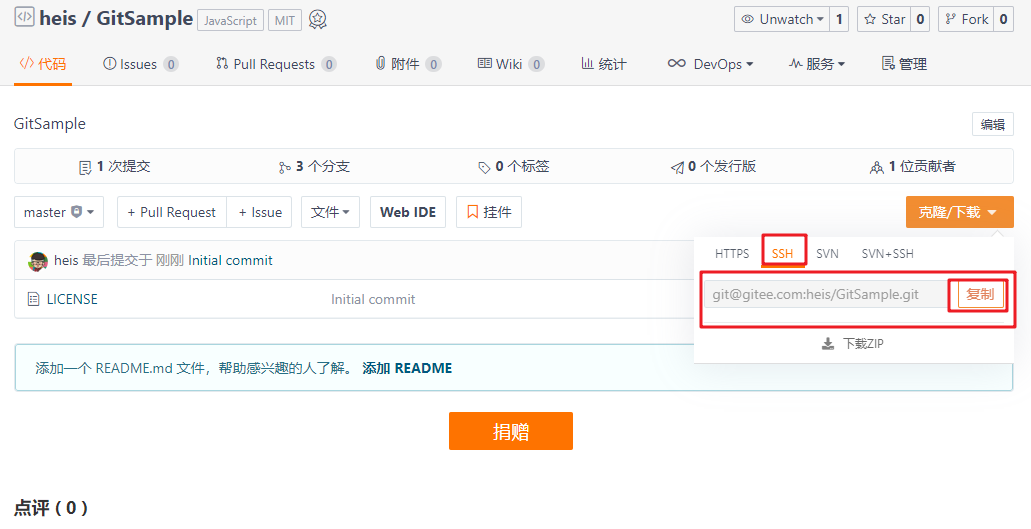 heis / GitSample JavaScript MIT Unwatch 1 Star 0 Fork 0
代码 Issues 0 Pull Requests 0 附件 0 Wiki 0 统计 DevOps 服务 管理
GitSample 编辑
1 次提交 3 个分支 0 个标签 0 个发行版 1 位贡献者
master + Pull Request + Issue 文件 Web IDE 挂件 克隆/下载
HTTPS SSH SVN SVN+SSH
heis 最后提交于 刚刚 Initial commit
git@gitee.com:heis/GitSample.git 复制
LICENSE Initial commit
下载ZIP
添加一个 README.md 文件，帮助感兴趣的人了解。 添加 README
捐赠
点评 ( 0 )